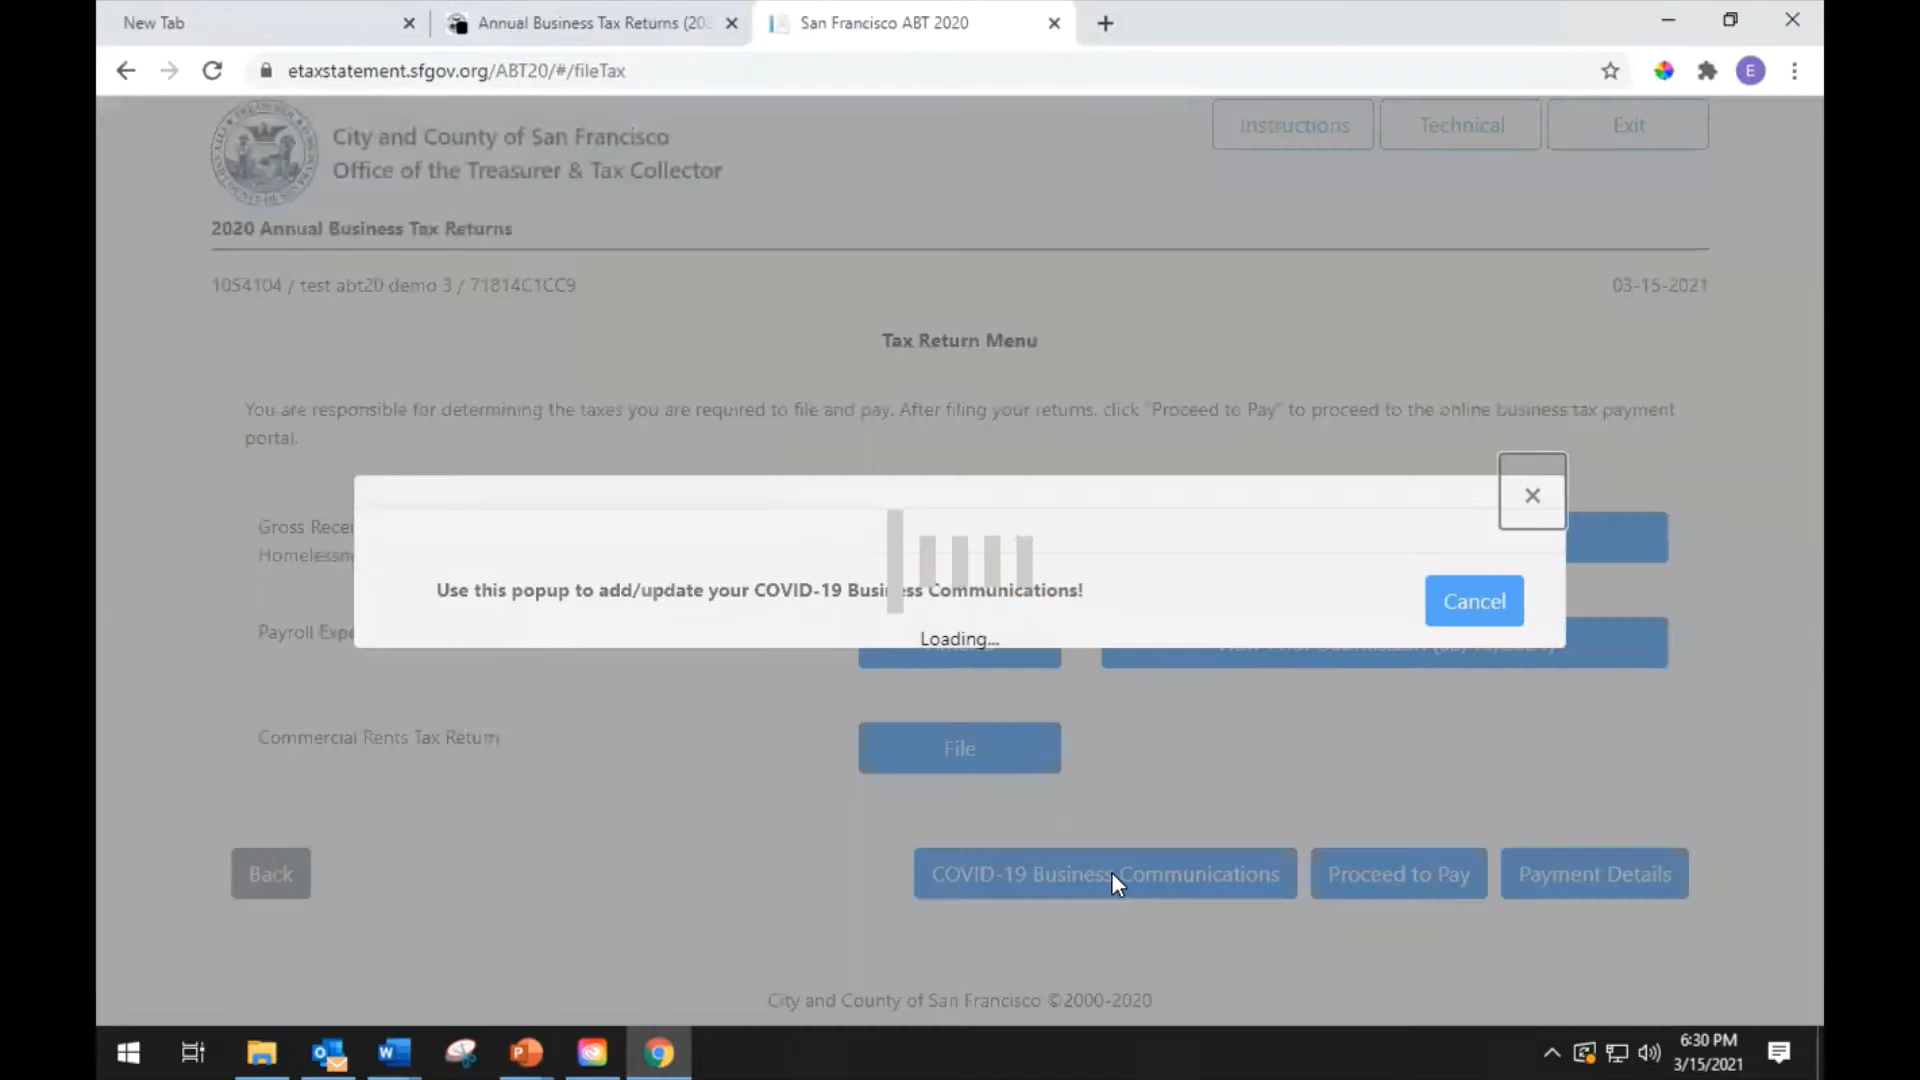 New Tab
Annual Business Tax Returns (20
San Francisco ABT 2020
etaxstatement.sfgov.org/ABT20/#/fileTax
E
City and County of San Francisco
Office of the Treasurer & Tax Collector
Instructions
Technical
Exit
2020 Annual Business Tax Returns
1054104 / test abt20 demo 3 / 71814C1CC9
03-15-2021
Tax Return Menu
You are responsible for determining the taxes you are required to file and pay. After filing your returns, click "Proceed to Pay" to proceed to the online business tax payment
portal.
Gross Recei
Homelessn
Use this popup to add/update your COVID-19 Business Communications!
Cancel
Loading...
Payroll Expe
Commercial Rents Tax Return
File
Back
COVID-19 Business Communications
Proceed to Pay
Payment Details
City and County of San Francisco ©2000-2020
6:30 PM
3/15/2021